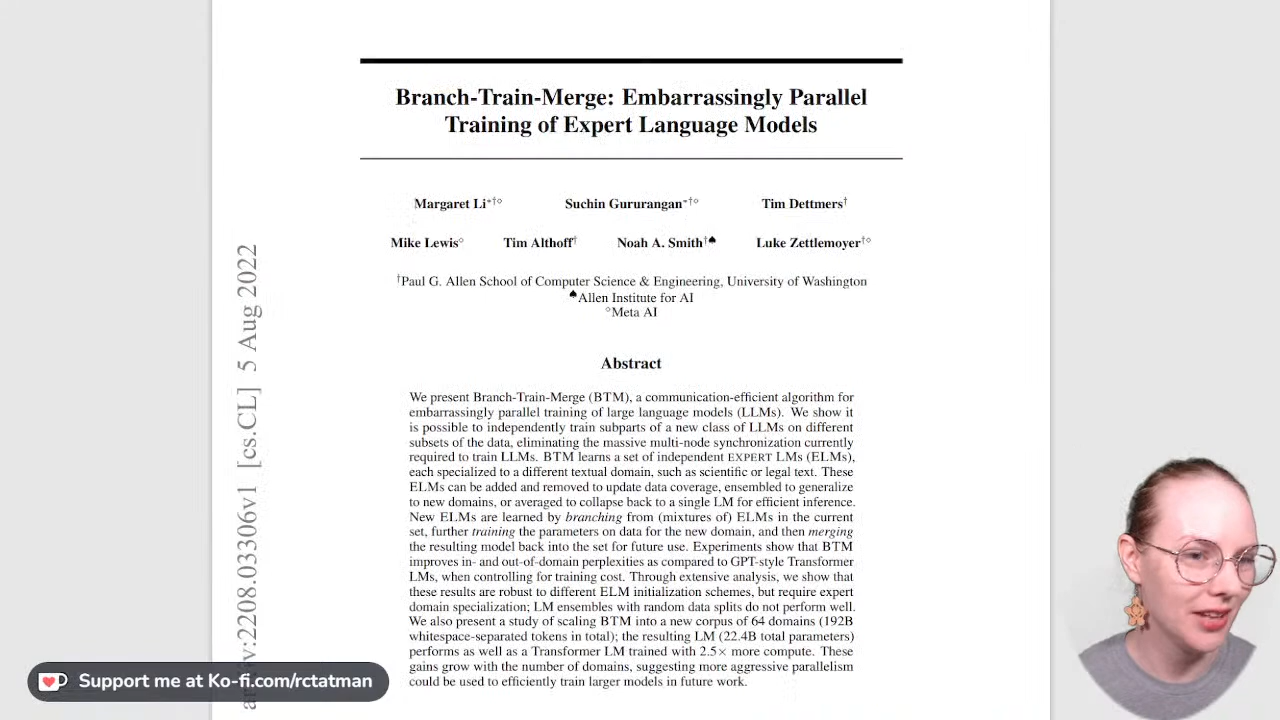 Branch-Train-Merge: Embarrassingly Parallel
Training of Expert Language Models
Margaret Li*†◇ Suchin Gururangan*†◇ Tim Dettmers†
Mike Lewis◇ Tim Althoff† Noah A. Smith†♠ Luke Zettlemoyer†◇
†Paul G. Allen School of Computer Science & Engineering, University of Washington
♠Allen Institute for AI
◇Meta AI
Abstract
We present Branch-Train-Merge (BTM), a communication-efficient algorithm for
embarrassingly parallel training of large language models (LLMs). We show it
is possible to independently train subparts of a new class of LLMs on different
subsets of the data, eliminating the massive multi-node synchronization currently
required to train LLMs. BTM learns a set of independent EXPERT LMs (ELMs),
each specialized to a different textual domain, such as scientific or legal text. These
ELMs can be added and removed to update data coverage, ensembled to generalize
to new domains, or averaged to collapse back to a single LM for efficient inference.
New ELMs are learned by branching from (mixtures of) ELMs in the current
set, further training the parameters on data for the new domain, and then merging
the resulting model back into the set for future use. Experiments show that BTM
improves in- and out-of-domain perplexities as compared to GPT-style Transformer
LMs, when controlling for training cost. Through extensive analysis, we show that
these results are robust to different ELM initialization schemes, but require expert
domain specialization; LM ensembles with random data splits do not perform well.
We also present a study of scaling BTM into a new corpus of 64 domains (192B
whitespace-separated tokens in total); the resulting LM (22.4B total parameters)
performs as well as a Transformer LM trained with 2.5× more compute. These
gains grow with the number of domains, suggesting more aggressive parallelism
could be used to efficiently train larger models in future work.
arXiv:2208.03306v1 [cs.CL] 5 Aug 2022
Support me at Ko-fi.com/rctatman